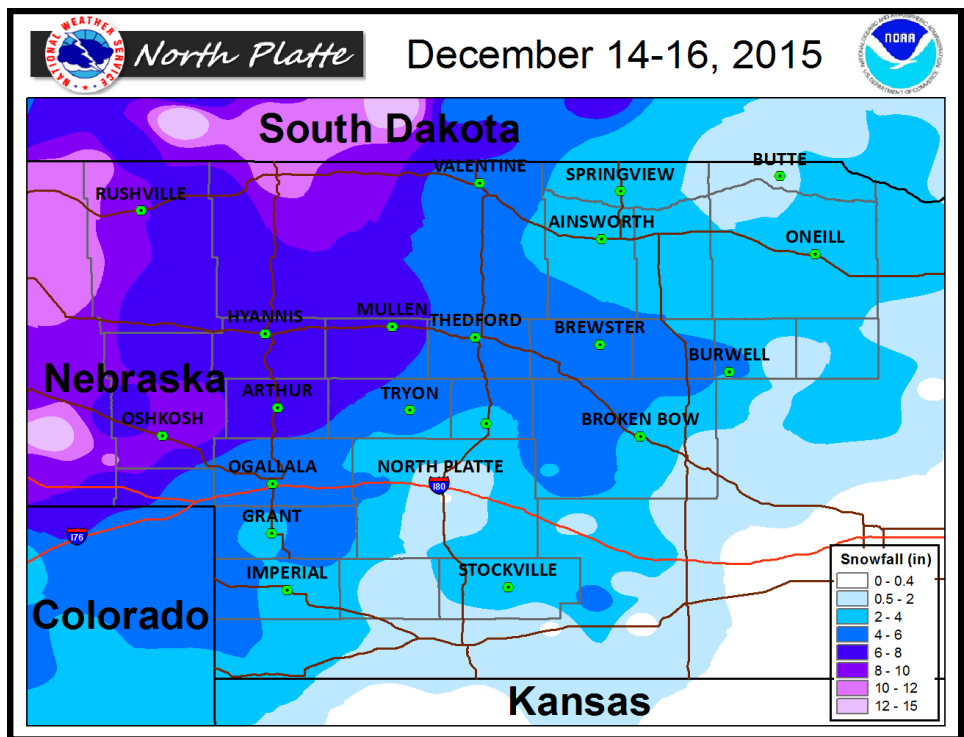 NATIONAL WEATHER SERVICE
North Platte
December 14-16, 2015
NOAA
South Dakota
VALENTINE
BUTTE
SPRINGVIEW
RUSHVILLE
AINSWORTH
ONEILL
HYANNIS
MULLEN
THEDFORD
BREWSTER
BURWELL
Nebraska
ARTHUR
TRYON
OSHKOSH
BROKEN BOW
OGALLALA
NORTH PLATTE
180
GRANT
176
Snowfall (in)
0 - 0.4
0.5 - 2
2 - 4
4 - 6
6 - 8
8 - 10
10 - 12
12 - 15
IMPERIAL
STOCKVILLE
Colorado
Kansas